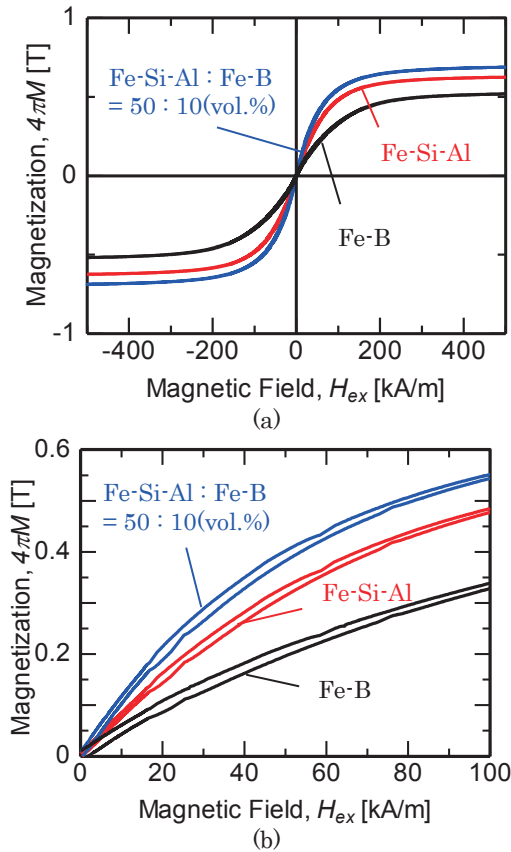 1
Fe-Si-Al : Fe-B
= 50 : 10(vol.%)
Fe-Si-Al
0
Fe-B
-1
Magnetization, 4πM [T]
-400 -200 0 200 400
Magnetic Field, Hex [kA/m]
(a)
0.6
Fe-Si-Al : Fe-B
= 50 : 10(vol.%)
0.4
Fe-Si-Al
0.2
Fe-B
0
Magnetization, 4πM [T]
0 20 40 60 80 100
Magnetic Field, Hex [kA/m]
(b)